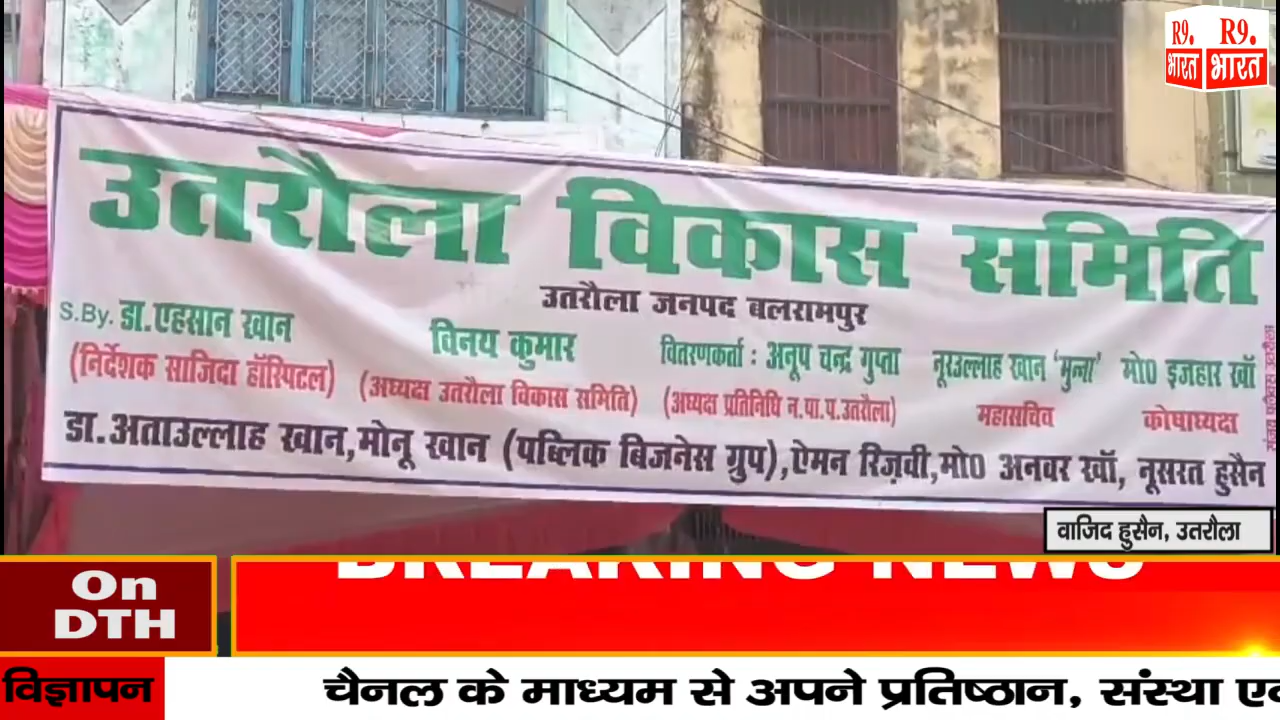 R9. R9.
भारत भारत
उतरौला विकास समिति
उतरौला जनपद बलरामपुर
S.By. डा.एहसान खान विनय कुमार वितरणकर्ता : अनूप चन्द्र गुप्ता नूरउल्लाह खान 'मुन्ना' मो0 इजहार खाँ
(निर्देशक साजिदा हॉस्पिटल) (अध्यक्ष उतरौला विकास समिति) (अध्यक्ष प्रतिनिधि न.पा.प.उतरौला) महासचिव कोषाध्यक्ष
डा.अताउल्लाह खान,मोनू खान (पब्लिक बिजनेस ग्रुप),ऐमन रिज़वी,मो0 अनवर खाँ, नूसरत हुसैन
वाजिद हुसैन, उतरौला
On
DTH
BREAKING NEWS
विज्ञापन चैनल के माध्यम से अपने प्रतिष्ठान, संस्था